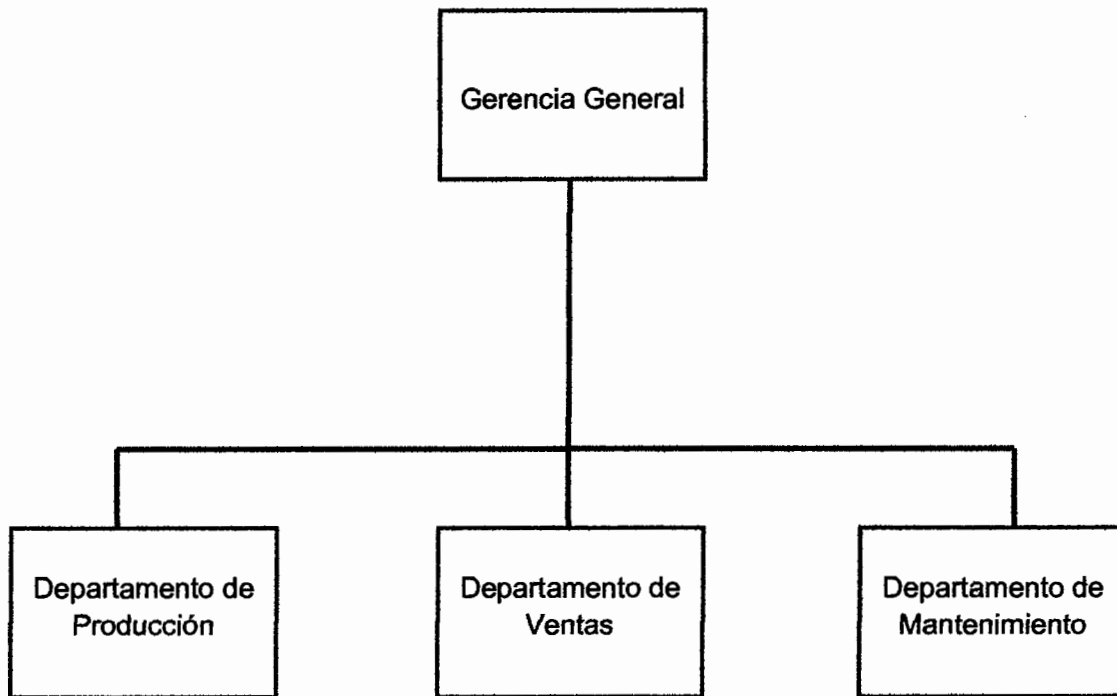 Gerencia General
Departamento de
Producción
Departamento de
Ventas
Departamento de
Mantenimiento